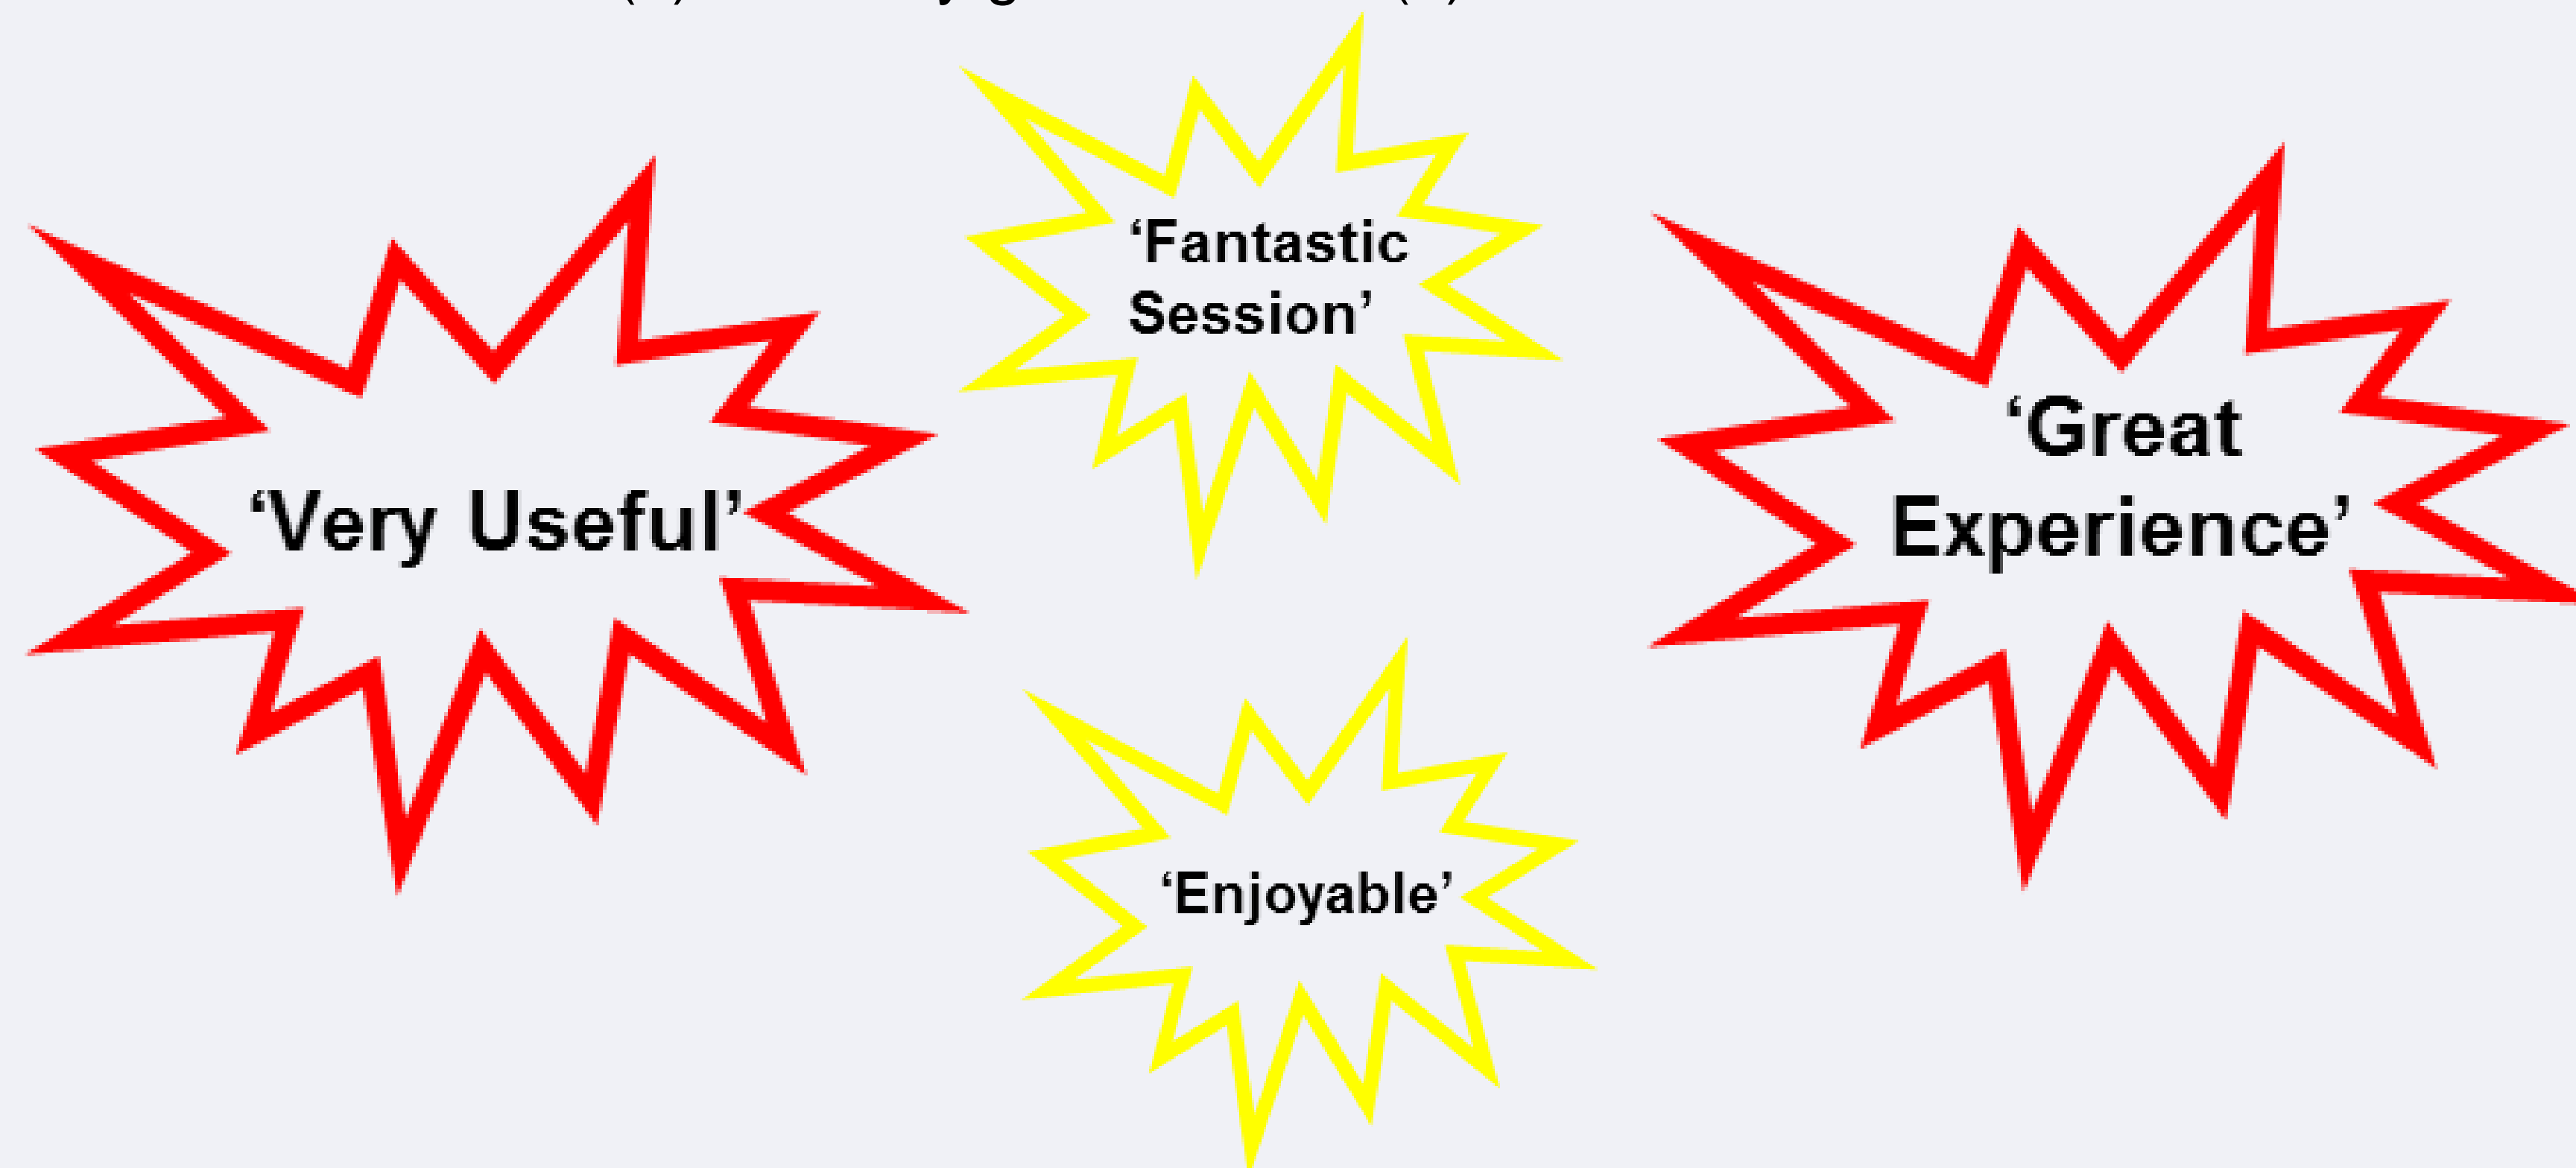 ‘Very Useful’
‘Fantastic
Session’
‘Enjoyable’
‘Great
Experience’